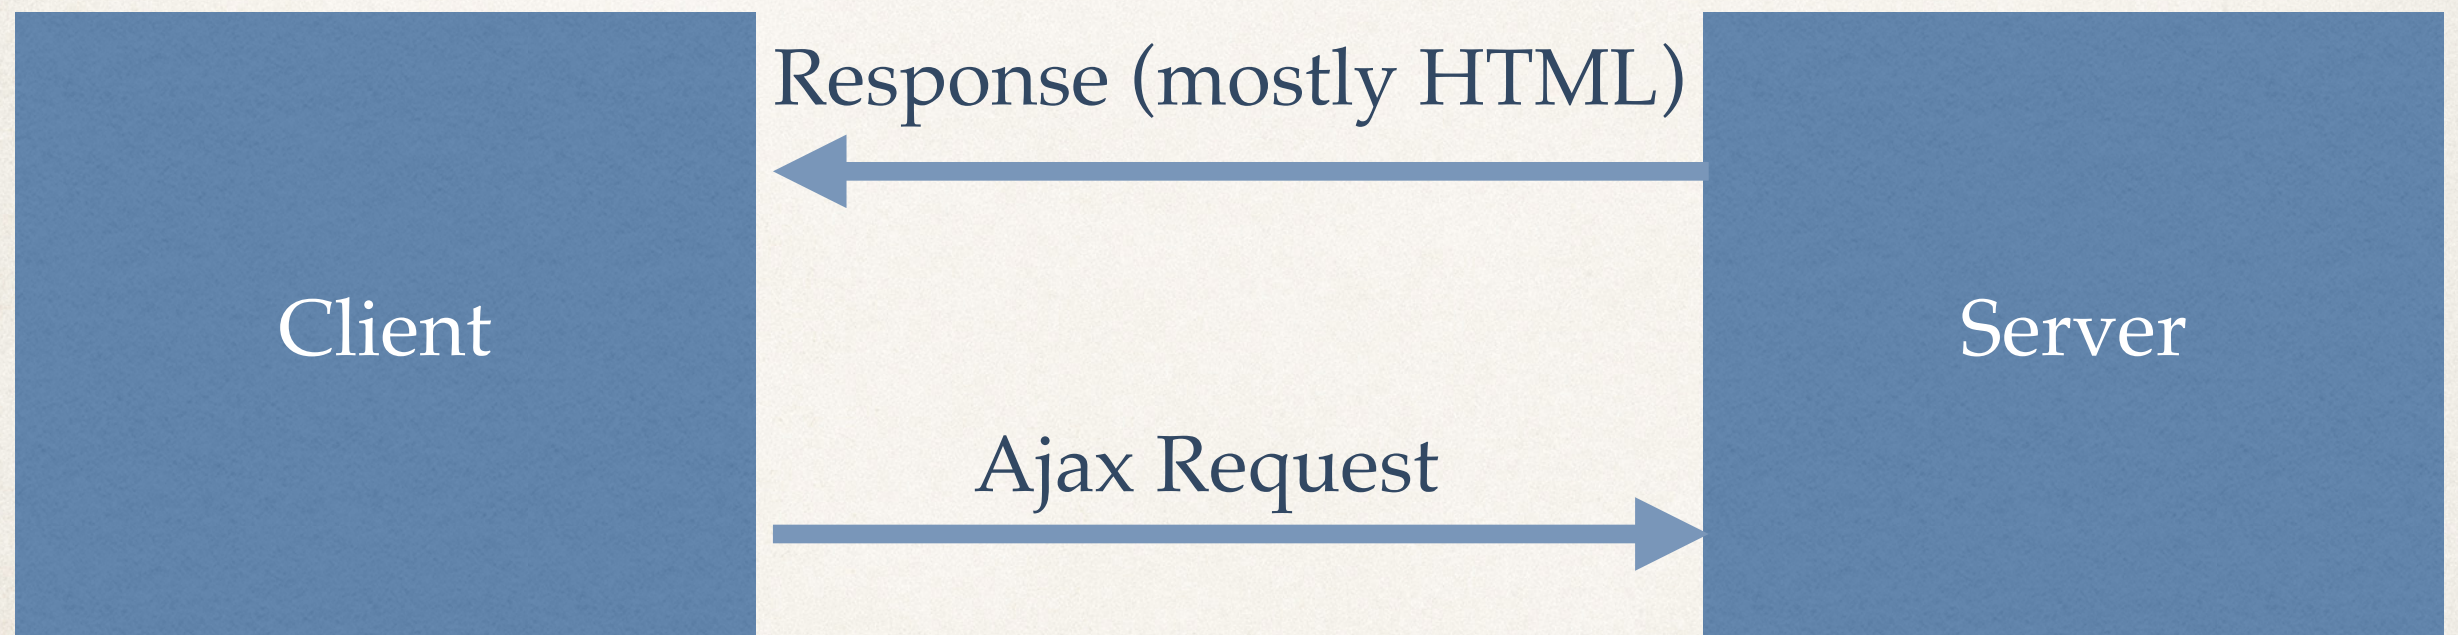 Response (mostly HTML)
Client
Server
Ajax Request